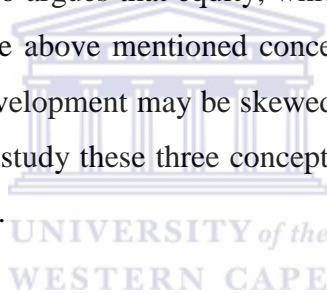 argues that equity, whi
e above mentioned conce
velopment may be skewed
study these three concept
.
UNIVERSITY of the
WESTERN CAPE